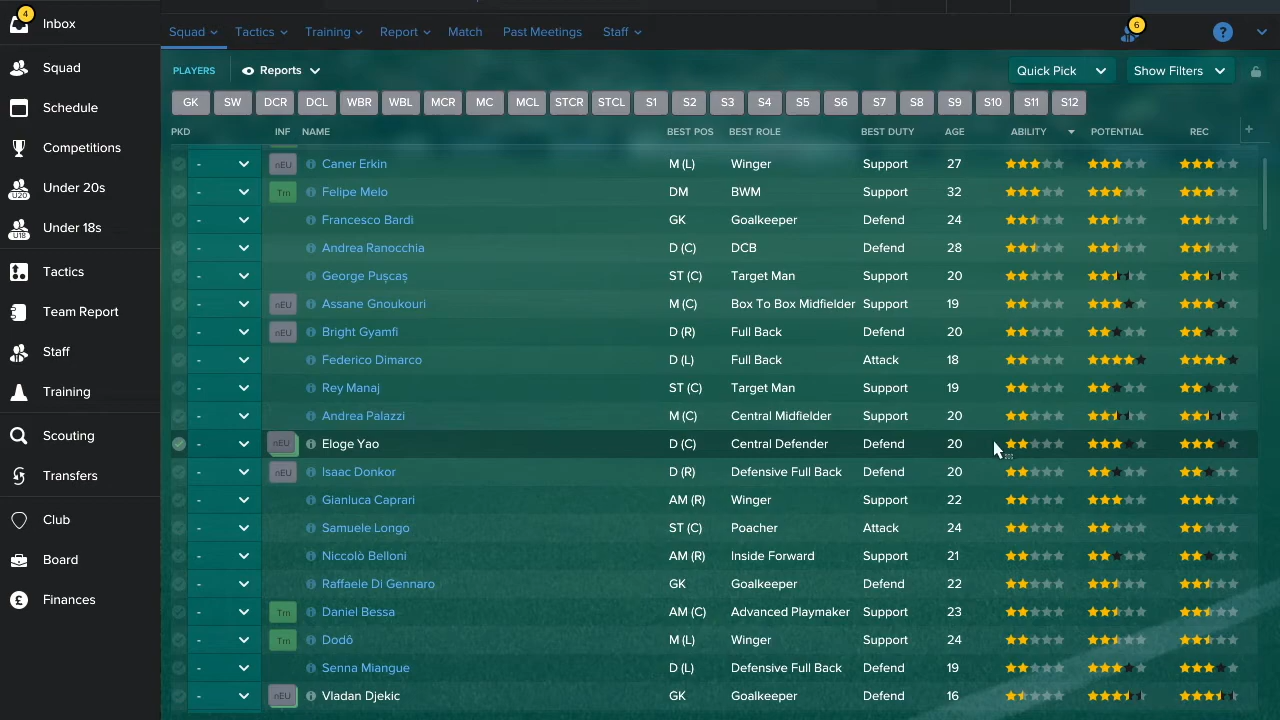 4
Inbox
Squad
Schedule
Competitions
U20
Under 20s
U18
Under 18s
Tactics
Team Report
Staff
Training
Scouting
Transfers
Club
Board
£
Finances
Squad Tactics Training Report Match Past Meetings Staff 6 ?
PLAYERS Reports Quick Pick Show Filters
GK SW DCR DCL WBR WBL MCR MC MCL STCR STCL S1 S2 S3 S4 S5 S6 S7 S8 S9 S10 S11 S12
PKD INF NAME BEST POS BEST ROLE BEST DUTY AGE ABILITY POTENTIAL REC +
- nEU Caner Erkin M (L) Winger Support 27
- Tm Felipe Melo DM BWM Support 32
- Francesco Bardi GK Goalkeeper Defend 24
- Andrea Ranocchia D (C) DCB Defend 28
- George Pușcaș ST (C) Target Man Support 20
- nEU Assane Gnoukouri M (C) Box To Box Midfielder Support 19
- nEU Bright Gyamfi D (R) Full Back Defend 20
- Federico Dimarco D (L) Full Back Attack 18
- Rey Manaj ST (C) Target Man Support 19
- Andrea Palazzi M (C) Central Midfielder Support 20
- nEU Eloge Yao D (C) Central Defender Defend 20
- nEU Isaac Donkor D (R) Defensive Full Back Defend 20
- Gianluca Caprari AM (R) Winger Support 22
- Samuele Longo ST (C) Poacher Attack 24
- Niccolò Belloni AM (R) Inside Forward Support 21
- Raffaele Di Gennaro GK Goalkeeper Defend 22
- Tm Daniel Bessa AM (C) Advanced Playmaker Support 23
- Tm Dodô M (L) Winger Support 24
- Senna Miangue D (L) Defensive Full Back Defend 19
- nEU Vladan Djekic GK Goalkeeper Defend 16